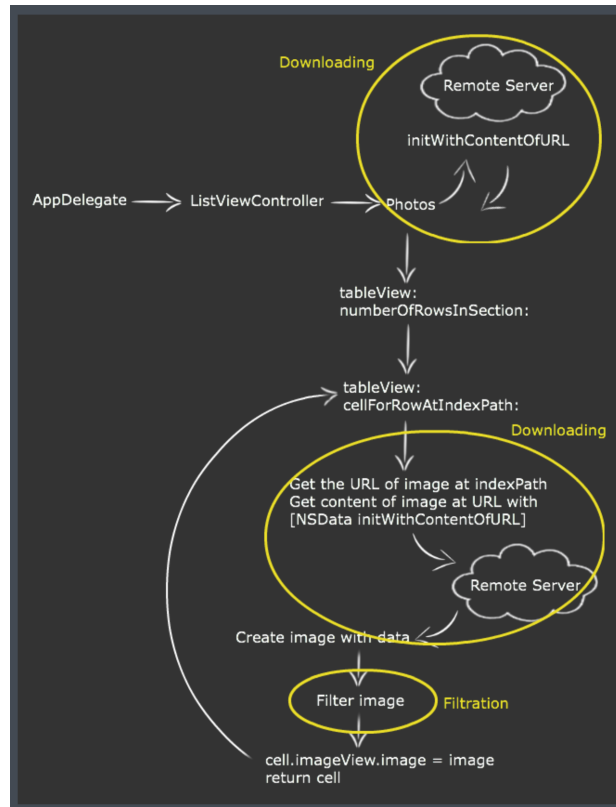 Downloading
Remote Server
initWithContentOfURL
AppDelegate
ListViewController
Photos
tableView:
numberOfRowsInSection:
tableView:
cellForRowAtIndexPath:
Downloading
Get the URL of image at indexPath
Get content of image at URL with
[NSData initWithContentOfURL]
Remote Server
Create image with data
Filter image
Filtration
cell.imageView.image = image
return cell